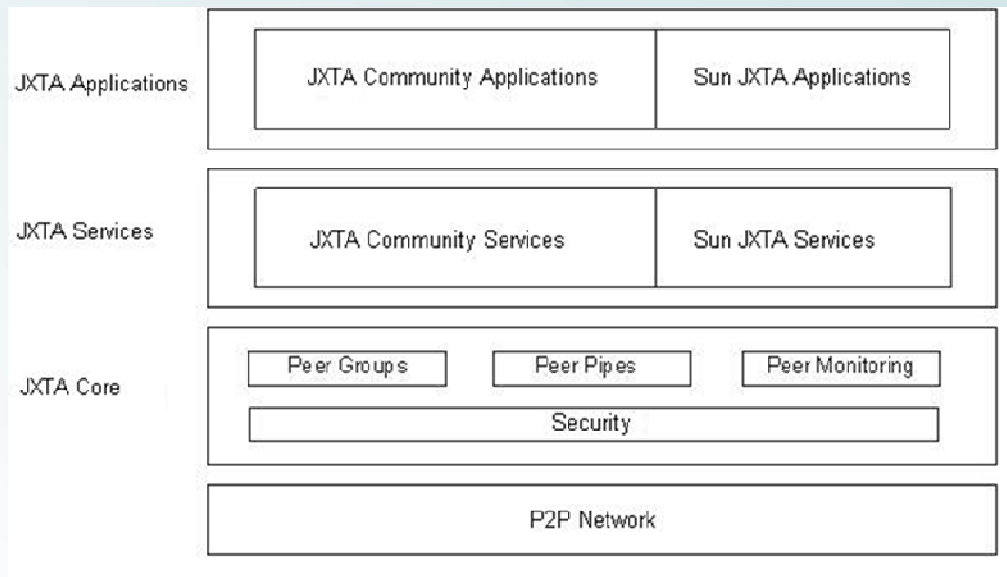 JXTA Applications
JXTA Community Applications
Sun JXTA Applications
JXTA Services
JXTA Community Services
Sun JXTA Services
JXTA Core
Peer Groups
Peer Pipes
Peer Monitoring
Security
P2P Network